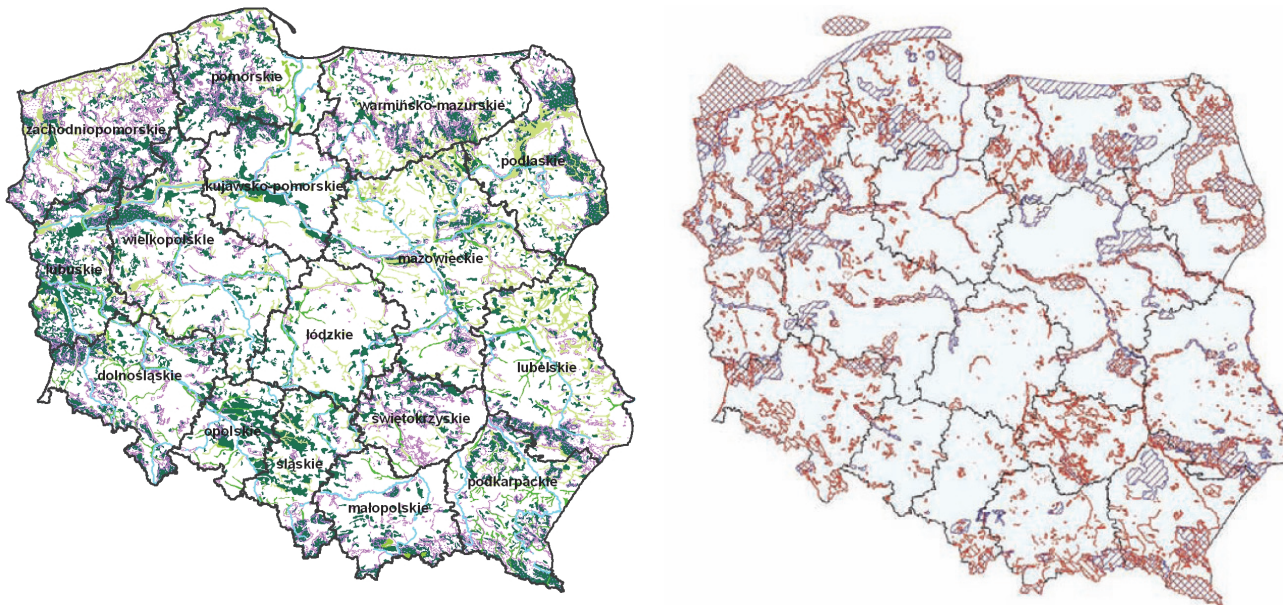 pomorskie
warmińsko-mazurskie
zachodniopomorskie
podlaskie
kujawsko-pomorskie
wielkopolskie
mazowieckie
lubuskie
łódzkie
lubelskie
dolnośląskie
świętokrzyskie
opolskie
śląskie
podkarpackie
małopolskie